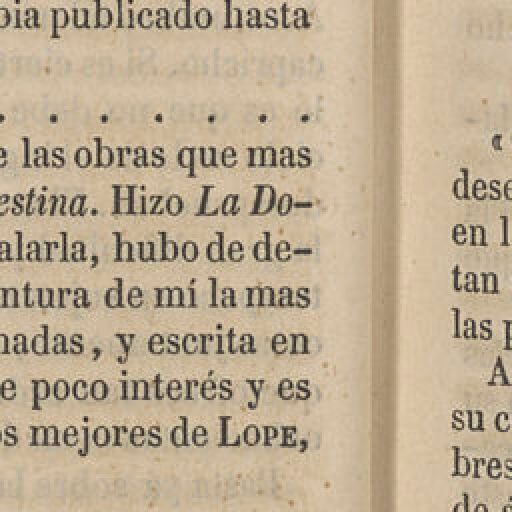 bia publicado hasta
. . . . . . .
e las obras que mas
estina. Hizo La Do-
alarla, hubo de de-
ntura de mí la mas
nadas, y escrita en
e poco interés y es
os mejores de LOPE,
«
dese
en l
tan
las p
A
su c
bres
de